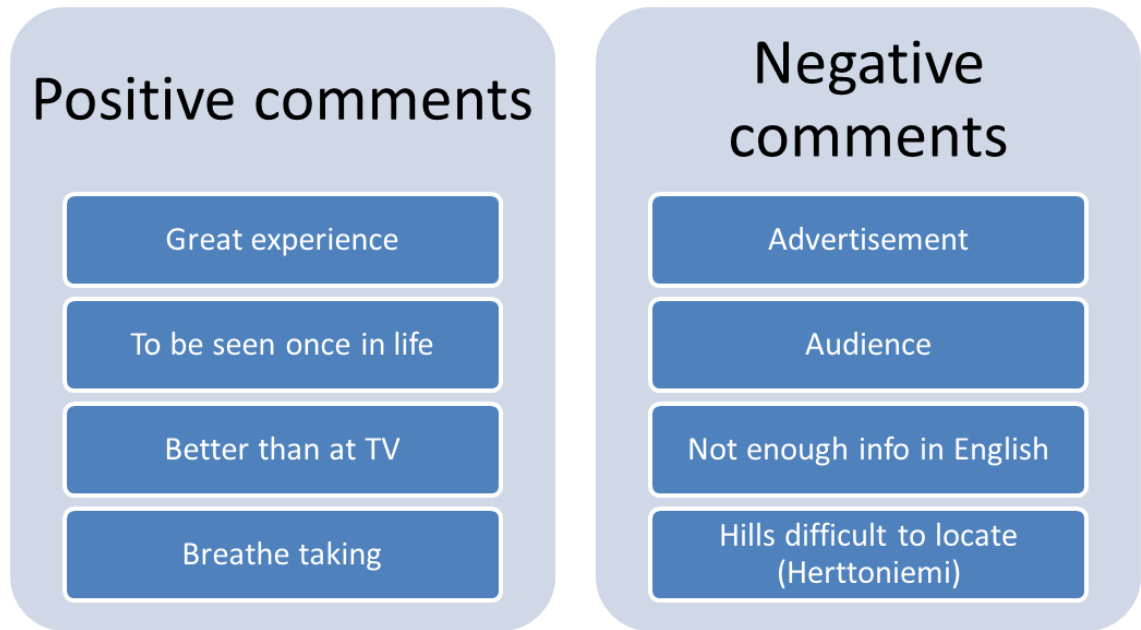 Positive comments
Great experience
To be seen once in life
Better than at TV
Breathe taking
Negative
comments
Advertisement
Audience
Not enough info in English
Hills difficult to locate
(Herttoniemi)